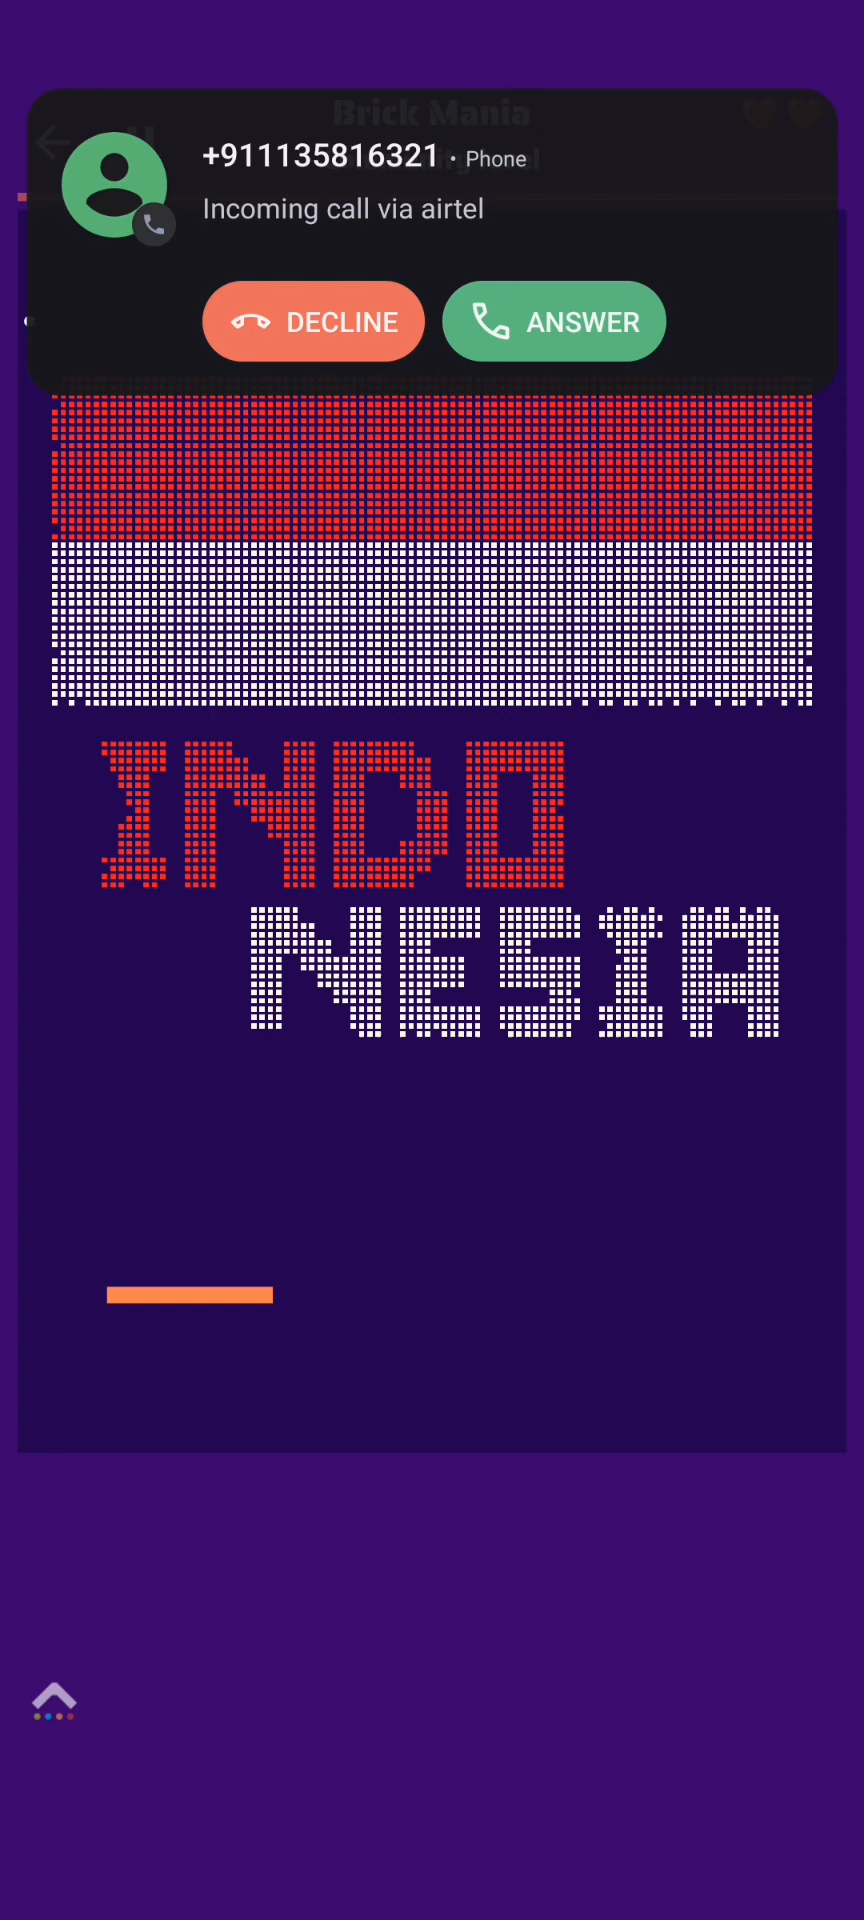 Brick Mania
+911135816321 • Phone
Incoming call via airtel
DECLINE
ANSWER
INDO
NESIA